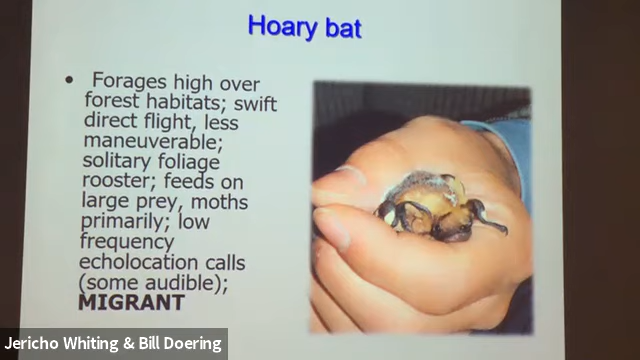 Hoary bat
• Forages high over
forest habitats; swift
direct flight, less
maneuverable;
solitary foliage
rooster; feeds on
large prey, moths
primarily; low
frequency
echolocation calls
(some audible);
MIGRANT
Jericho Whiting & Bill Doering